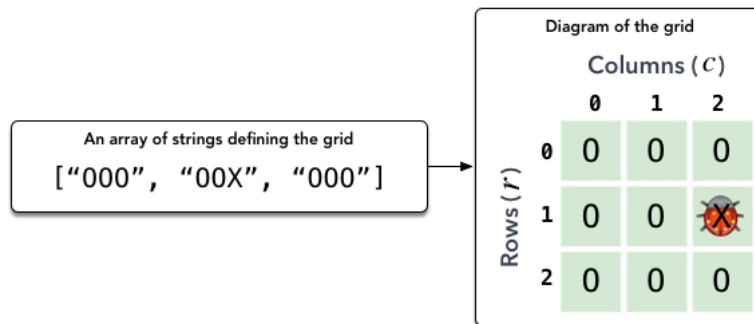 An array of strings defining the grid
["000", "00X", "000"]
Diagram of the grid
Columns (c)
0 1 2
0 0 0 0
Rows (r)
1 0 0 X
2 0 0 0